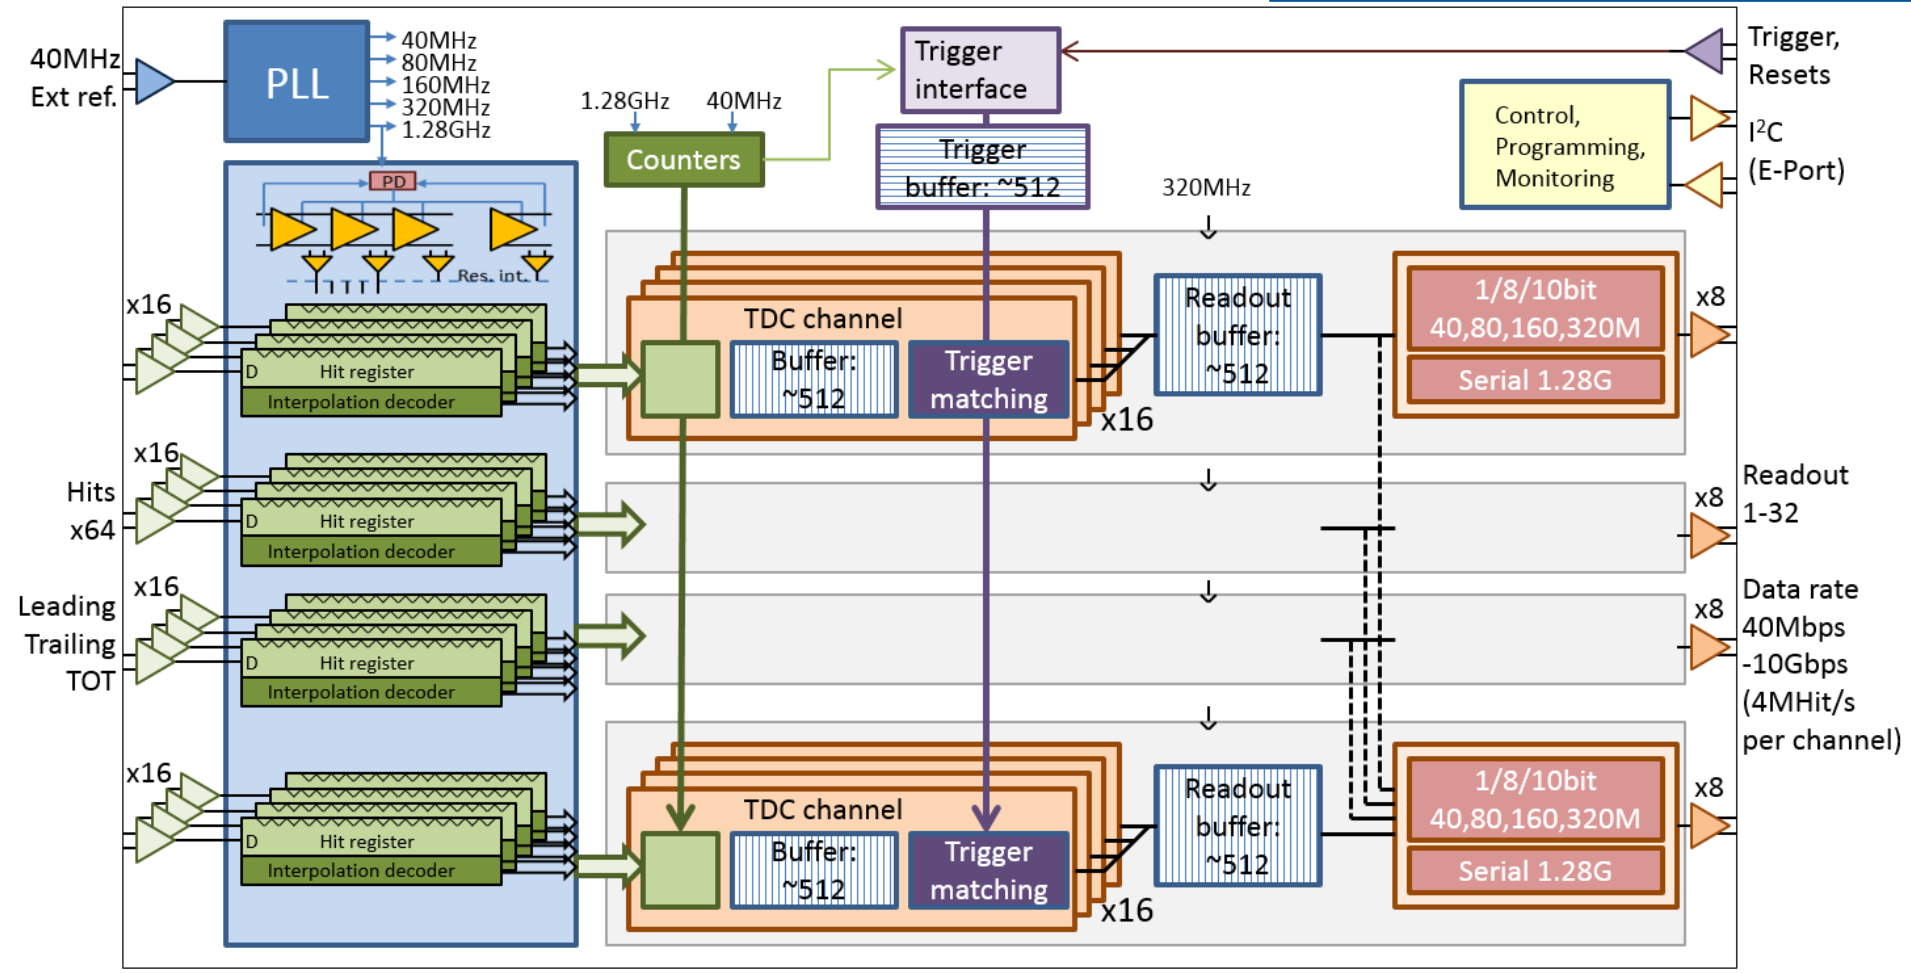 40MHz
Ext ref.
PLL
40MHz
80MHz
160MHz
320MHz
1.28GHz
1.28GHz
40MHz
Counters
Trigger
interface
Trigger
buffer: ~512
Trigger,
Resets
Control,
Programming,
Monitoring
I²C
(E-Port)
320MHz
PD
Res. int.
x16
D
Hit register
Interpolation decoder
TDC channel
Buffer:
~512
Trigger
matching
x16
Readout
buffer:
~512
1/8/10bit
40,80,160,320M
Serial 1.28G
x8
Hits
x64
x16
D
Hit register
Interpolation decoder
x8
Readout
1-32
Leading
Trailing
TOT
x16
D
Hit register
Interpolation decoder
x8
Data rate
40Mbps
-10Gbps
(4MHit/s
per channel)
x16
D
Hit register
Interpolation decoder
TDC channel
Buffer:
~512
Trigger
matching
x16
Readout
buffer:
~512
1/8/10bit
40,80,160,320M
Serial 1.28G
x8